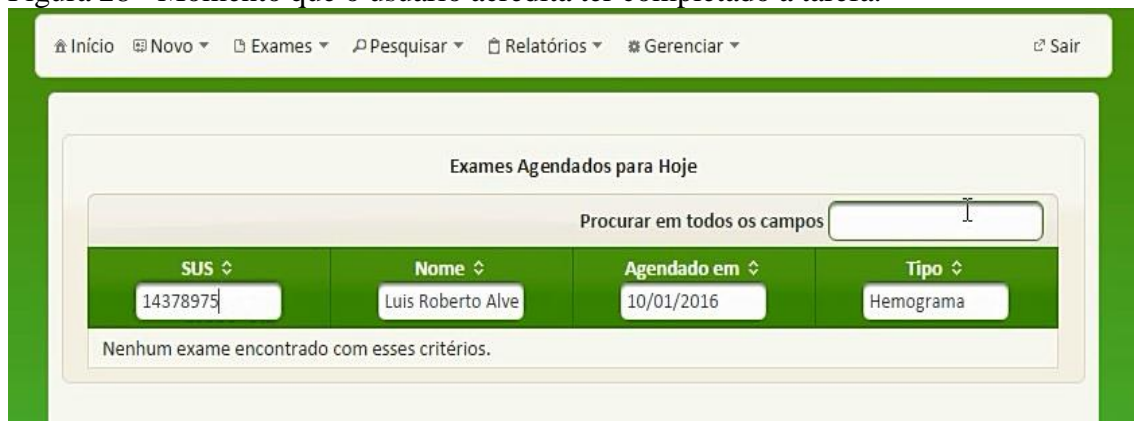 Figura 28 - Momento que o usuário acredita ter completado a tarefa.
Início Novo Exames Pesquisar Relatórios Gerenciar Sair
Exames Agendados para Hoje
Procurar em todos os campos
SUS Nome Agendado em Tipo
14378975 Luis Roberto Alve 10/01/2016 Hemograma
Nenhum exame encontrado com esses critérios.